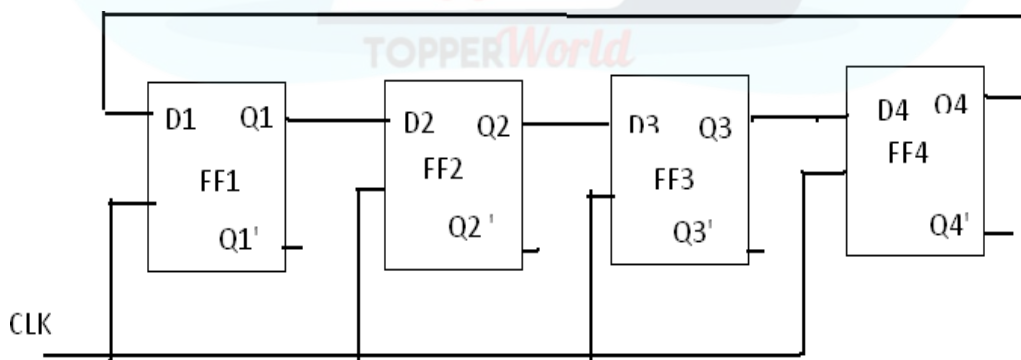 TOPPERWorld
D1 Q1
FF1
Q1'
D2 Q2
FF2
Q2 '
D3 Q3
FF3
Q3'
D4 Q4
FF4
Q4'
CLK